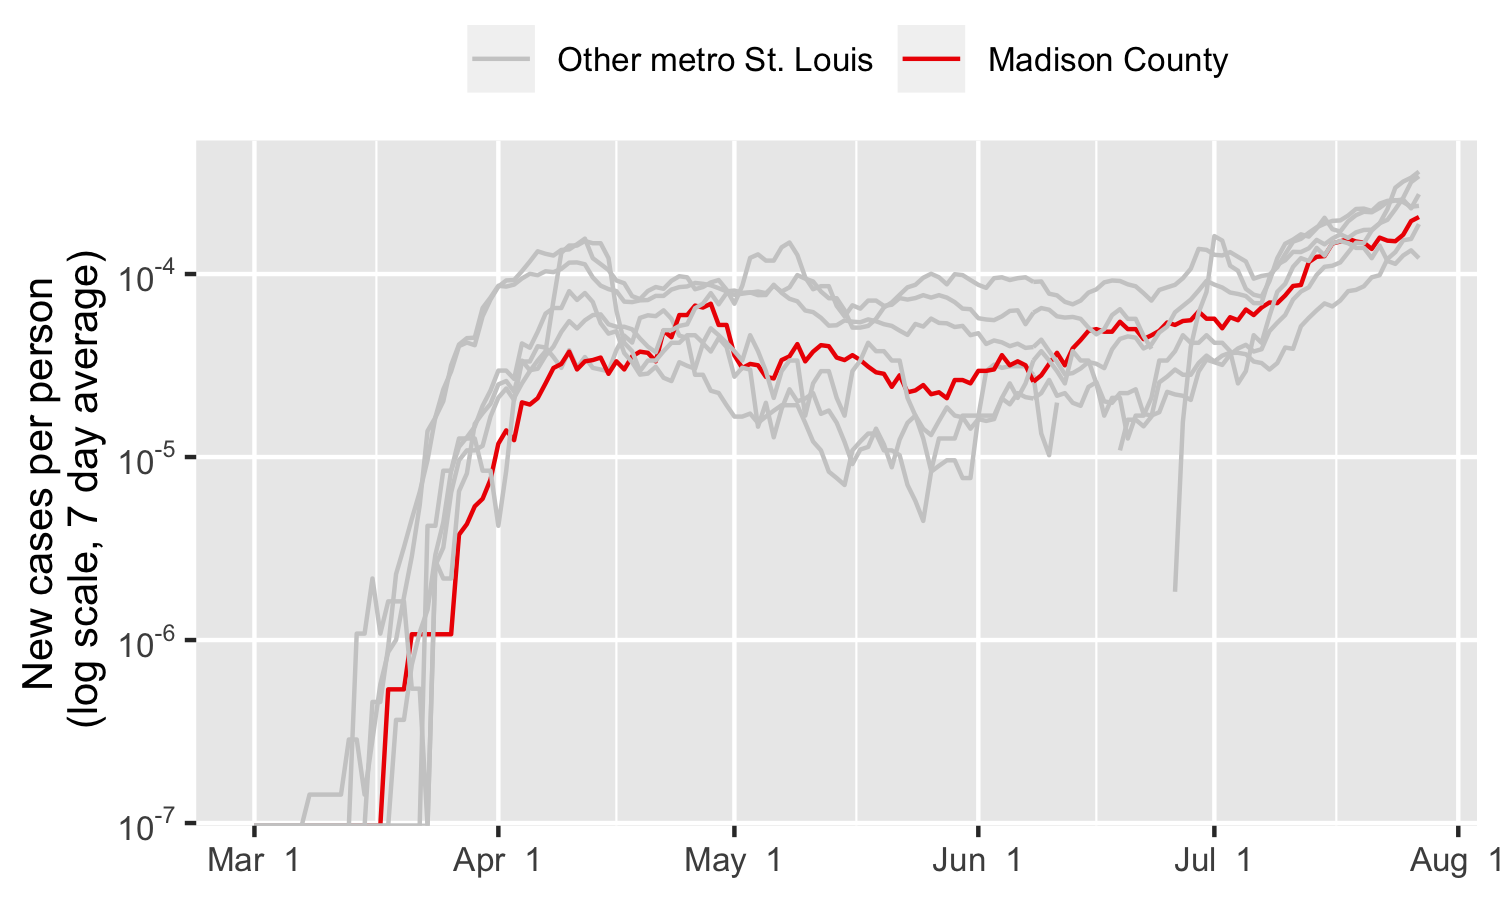 Other metro St. Louis
Madison County
New cases per person
(log scale, 7 day average)
10-4
10-5
10-6
10-7
Mar 1
Apr 1
May 1
Jun 1
Jul 1
Aug 1